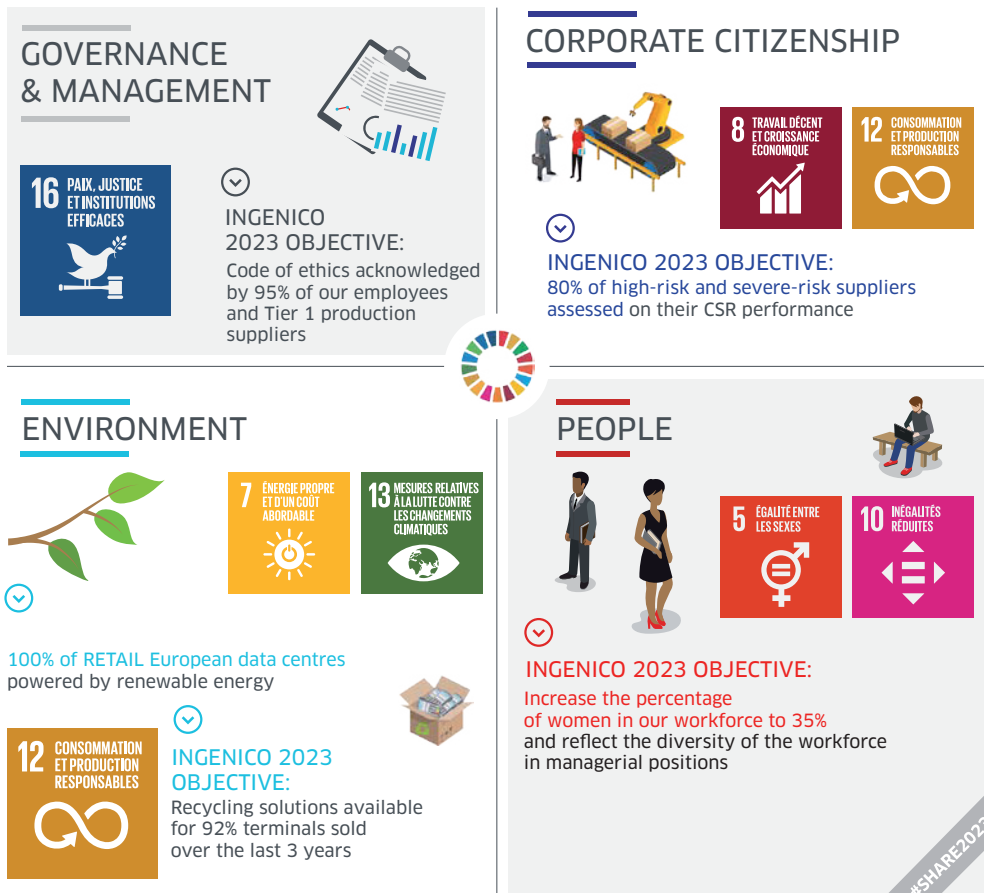 GOVERNANCE
& MANAGEMENT
16 PAIX, JUSTICE
ET INSTITUTIONS
EFFICACES
INGENICO
2023 OBJECTIVE:
Code of ethics acknowledged
by 95% of our employees
and Tier 1 production
suppliers
CORPORATE CITIZENSHIP
8 TRAVAIL DÉCENT
ET CROISSANCE
ÉCONOMIQUE
12 CONSOMMATION
ET PRODUCTION
RESPONSABLES
INGENICO 2023 OBJECTIVE:
80% of high-risk and severe-risk suppliers
assessed on their CSR performance
ENVIRONMENT
7 ÉNERGIE PROPRE
ET D'UN COÛT
ABORDABLE
13 MESURES RELATIVES
À LA LUTTE CONTRE
LES CHANGEMENTS
CLIMATIQUES
100% of RETAIL European data centres
powered by renewable energy
12 CONSOMMATION
ET PRODUCTION
RESPONSABLES
INGENICO 2023
OBJECTIVE:
Recycling solutions available
for 92% terminals sold
over the last 3 years
PEOPLE
5 ÉGALITÉ ENTRE
LES SEXES
10 INÉGALITÉS
RÉDUITES
INGENICO 2023 OBJECTIVE:
Increase the percentage
of women in our workforce to 35%
and reflect the diversity of the workforce
in managerial positions
#SHARE2023